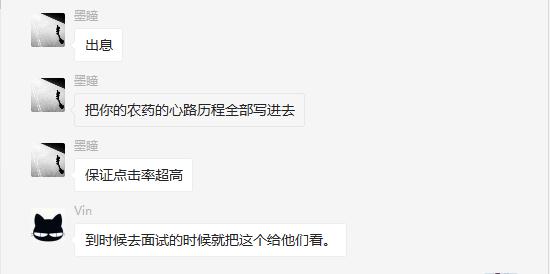 墨瞳
出息
墨瞳
把你的农药的心路历程全部写进去
墨瞳
保证点击率超高
Vin
到时候去面试的时候就把这个给他们看。